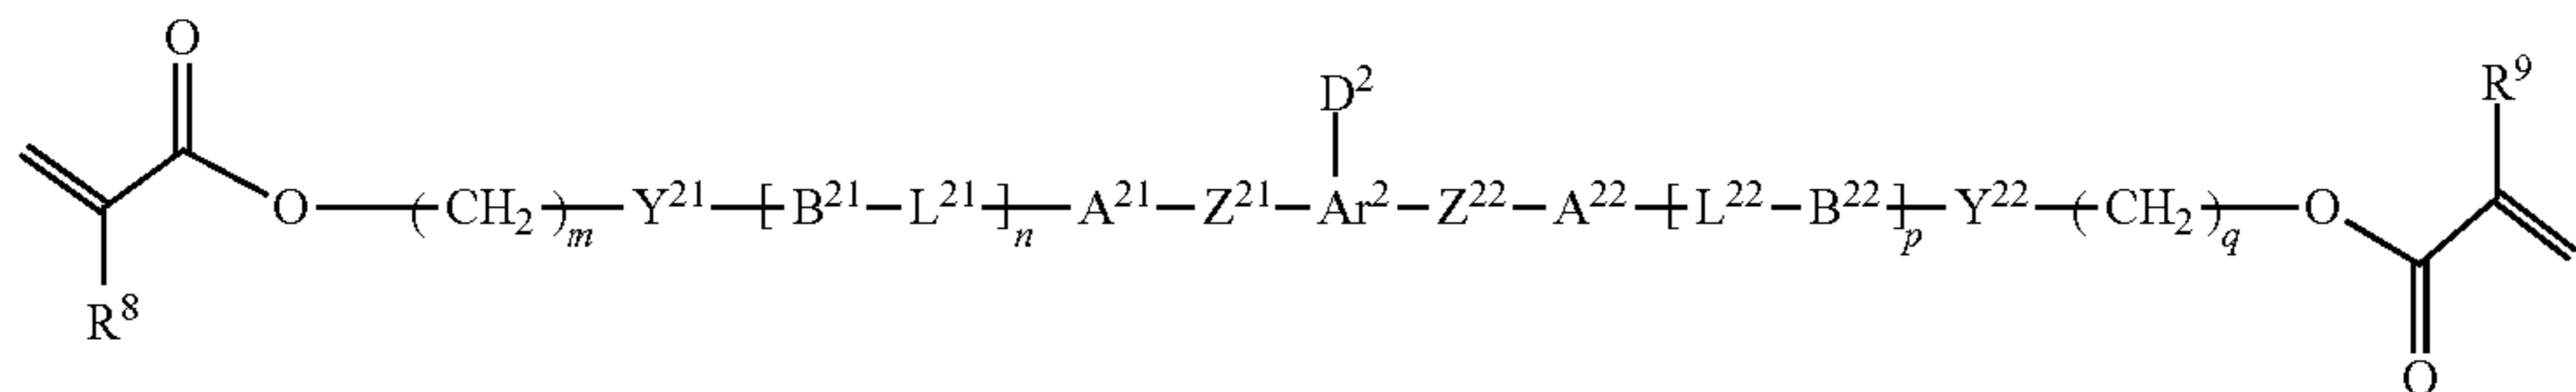 O
R⁹
D²
O—(CH₂)ₘ—Y²¹—[B²¹—L²¹]ₙ—A²¹—Z²¹—Ar²—Z²²—A²²—[L²²—B²²]ₚ—Y²²—(CH₂)q—O
R⁸
O